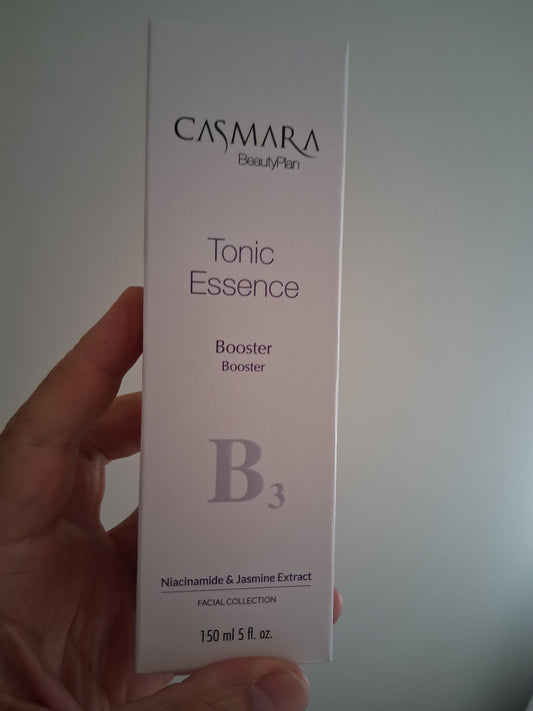 CASMARA
BeautyPlan
Tonic
Essence
Booster
Booster
B3
Niacinamide & Jasmine Extract
FACIAL COLLECTION
150 ml 5 fl. oz.